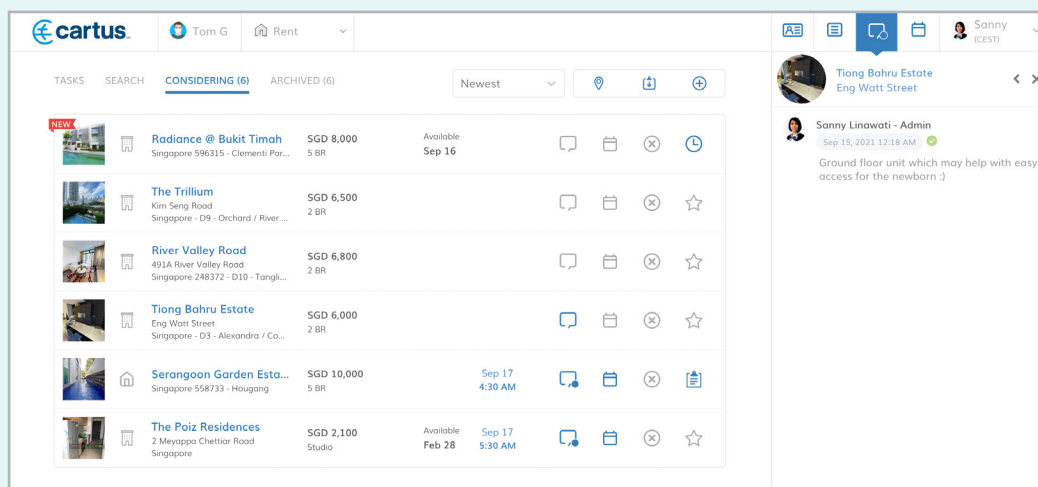 cartus.
Tom G
Rent
Sanny
(CEST)
TASKS SEARCH CONSIDERING (6) ARCHIVED (6)
Newest
NEW
Radiance @ Bukit Timah
Singapore 596315 - Clementi Par...
SGD 8,000
5 BR
Available
Sep 16
The Trillium
Kim Seng Road
Singapore - D9 - Orchard / River ...
SGD 6,500
2 BR
River Valley Road
491A River Valley Road
Singapore 248372 - D10 - Tangli...
SGD 6,800
2 BR
Tiong Bahru Estate
Eng Watt Street
Singapore - D3 - Alexandra / Co...
SGD 6,000
2 BR
Serangoon Garden Esta...
Singapore 558733 - Hougang
SGD 10,000
5 BR
Sep 17
4:30 AM
The Poiz Residences
2 Meyappa Chettiar Road
Singapore
SGD 2,100
Studio
Available
Feb 28
Sep 17
5:30 AM
Tiong Bahru Estate
Eng Watt Street
Sanny Linawati - Admin
Sep 15, 2021 12:18 AM
Ground floor unit which may help with easy
access for the newborn :)